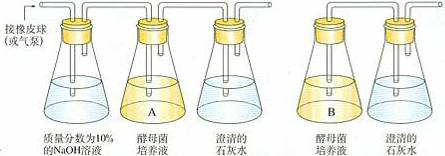 接橡皮球
(或气泵)
A
B
质量分数为10%
的NaOH溶液
酵母菌
培养液
澄清的
石灰水
酵母菌
培养液
澄清的
石灰水